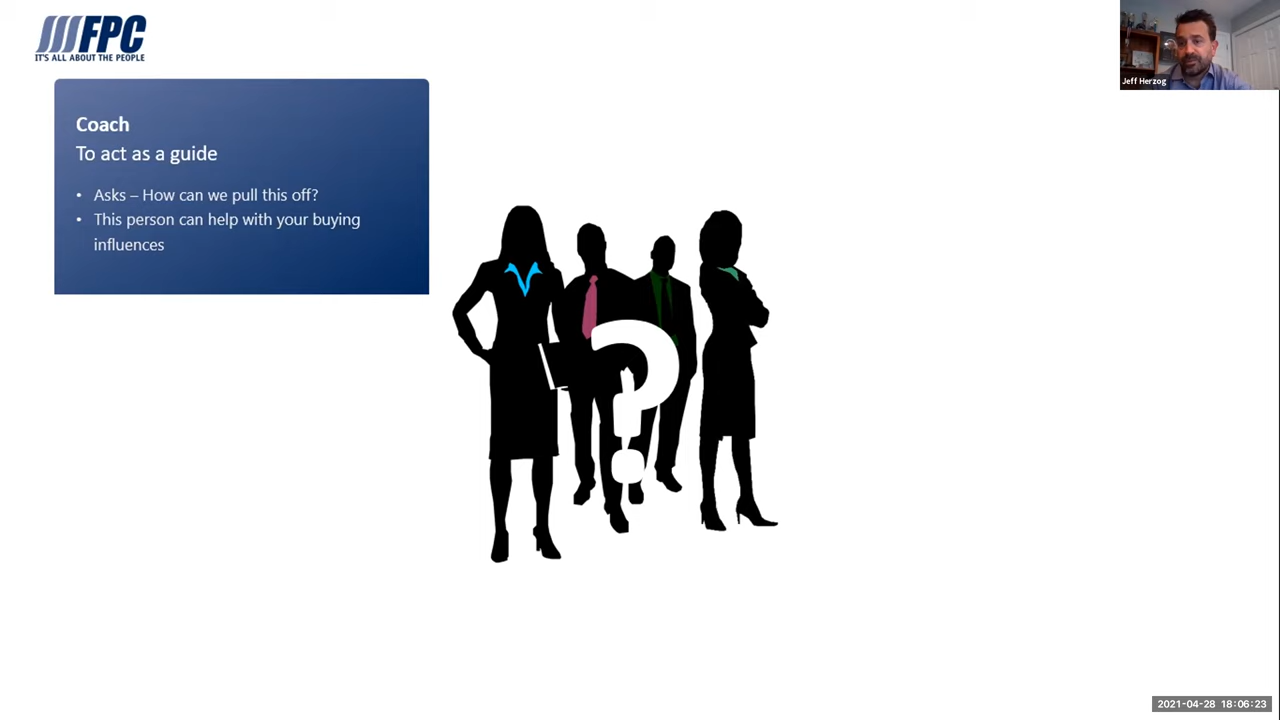 FPC
IT'S ALL ABOUT THE PEOPLE
Jeff Herzog
Coach
To act as a guide
• Asks – How can we pull this off?
• This person can help with your buying
influences
?
2021-04-28 18:06:23